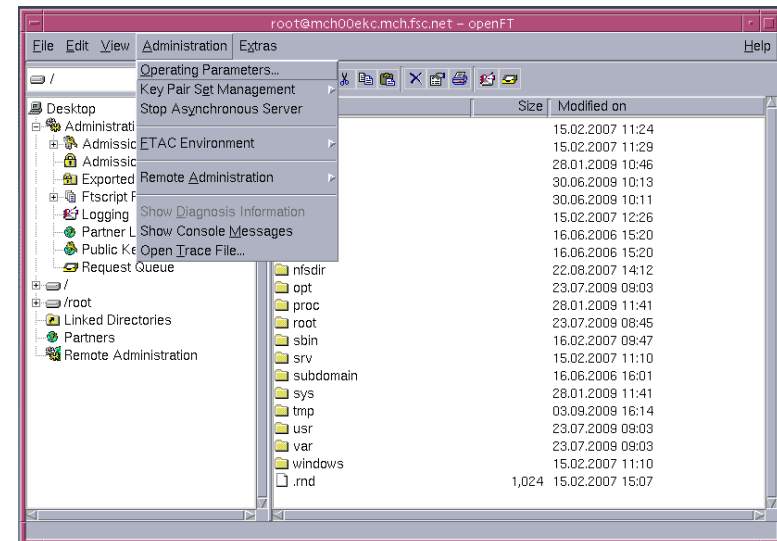 root@mch00ekc.mch.fsc.net – openFT
File Edit View Administration Extras Help
/
Operating Parameters...
Key Pair Set Management
Stop Asynchronous Server
FTAC Environment
Remote Administration
Show Diagnosis Information
Show Console Messages
Open Trace File...
Desktop
Administrati
Admissic
Admissic
Exported
Ftscript F
Logging
Partner L
Public Ke
Request Queue
/
/root
Linked Directories
Partners
Remote Administration
Size Modified on
15.02.2007 11:24
15.02.2007 11:29
28.01.2009 10:46
30.06.2009 10:13
30.06.2009 10:11
15.02.2007 12:26
16.06.2006 15:20
16.06.2006 15:20
nfsdir 22.08.2007 14:12
opt 23.07.2009 09:03
proc 28.01.2009 11:41
root 23.07.2009 08:45
sbin 16.02.2007 09:47
srv 15.02.2007 11:10
subdomain 16.06.2006 16:01
sys 28.01.2009 11:41
tmp 03.09.2009 16:14
usr 23.07.2009 09:03
var 23.07.2009 09:03
windows 15.02.2007 11:10
.rnd 1,024 15.02.2007 15:07